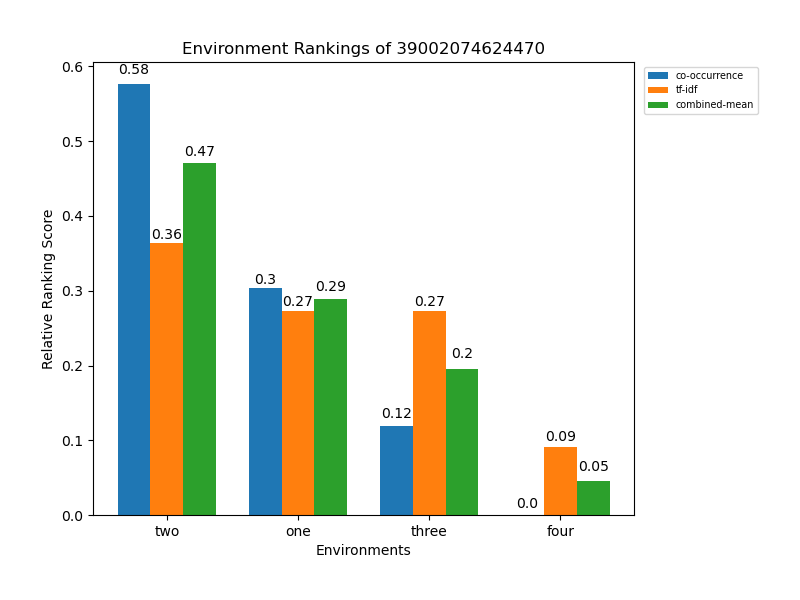 Environment Rankings of 39002074624470
co-occurrence
tf-idf
combined-mean
Relative Ranking Score
0.6
0.5
0.4
0.3
0.2
0.1
0.0
0.58
0.36
0.47
0.3
0.27
0.29
0.12
0.27
0.2
0.0
0.09
0.05
two
one
three
four
Environments